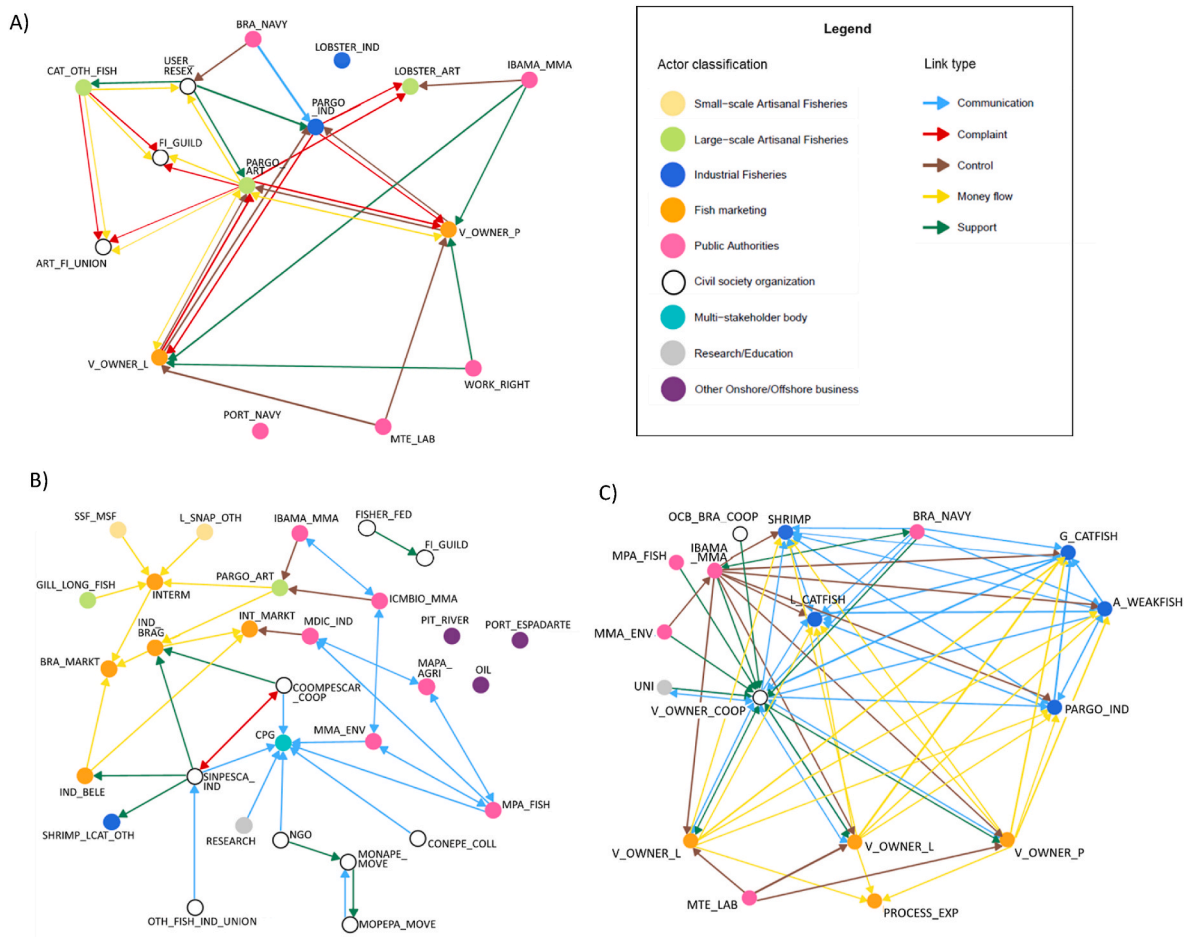 A)
BRA_NAVY
LOBSTER_IND
CAT_OTH_FISH
USER_
RESEX
LOBSTER_ART
IBAMA_MMA
PARGO
_IND
FI_GUILD
PARGO_
ART
ART_FI_UNION
V_OWNER_P
V_OWNER_L
WORK_RIGHT
PORT_NAVY
MTE_LAB
Legend
Actor classification
Small-scale Artisanal Fisheries
Large-scale Artisanal Fisheries
Industrial Fisheries
Fish marketing
Public Authorities
Civil society organization
Multi-stakeholder body
Research/Education
Other Onshore/Offshore business
Link type
Communication
Complaint
Control
Money flow
Support
B)
SSF_MSF
L_SNAP_OTH
IBAMA_MMA
FISHER_FED
FI_GUILD
GILL_LONG_FISH
INTERM
PARGO_ART
ICMBIO_MMA
IND_
BRAG
INT_MARKT
MDIC_IND
PIT_RIVER
PORT_ESPADARTE
BRA_MARKT
MAPA_
AGRI
OIL
COOMPESCAR
_COOP
CPG
MMA_ENV
IND_BELE
SINPESCA_
IND
MPA_FISH
SHRIMP_LCAT_OTH
RESEARCH
NGO
CONEPE_COLL
MONAPE_
MOVE
OTH_FISH_IND_UNION
MOPEPA_MOVE
C)
OCB_BRA_COOP
SHRIMP
BRA_NAVY
G_CATFISH
MPA_FISH
IBAMA
_MMA
L_CATFISH
A_WEAKFISH
MMA_ENV
UNI
V_OWNER_COOP
PARGO_IND
V_OWNER_L
V_OWNER_L
V_OWNER_P
MTE_LAB
PROCESS_EXP